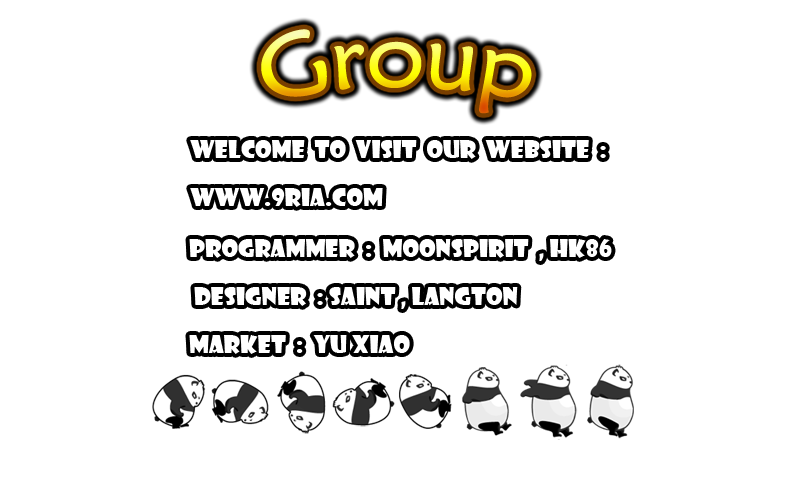 Group
WELCOME TO VISIT OUR WEBSITE :
WWW.9RIA.COM
PROGRAMMER : MOONSPIRIT , HK86
DESIGNER : SAINT , LANGTON
MARKET : YU XIAO